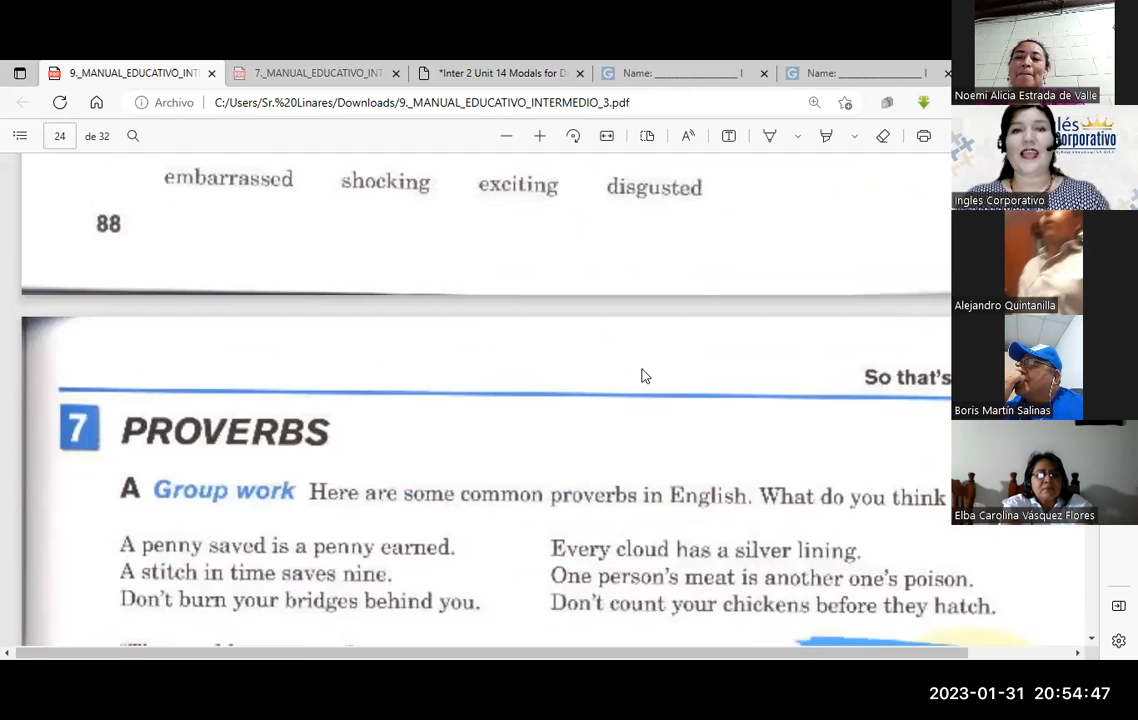 9._MANUAL_EDUCATIVO_INT
7._MANUAL_EDUCATIVO_INT
*Inter 2 Unit 14 Modals for D
Name: ______________ I
Name: ______________ I
Archivo C:/Users/Sr.%20Linares/Downloads/9._MANUAL_EDUCATIVO_INTERMEDIO_3.pdf
24 de 32
embarrassed shocking exciting disgusted
88
So that's
7 PROVERBS
A Group work Here are some common proverbs in English. What do you think
A penny saved is a penny earned.
A stitch in time saves nine.
Don't burn your bridges behind you.
Every cloud has a silver lining.
One person's meat is another one's poison.
Don't count your chickens before they hatch.
Noemi Alicia Estrada de Valle
lés
orporativo
Ingles Corporativo
Alejandro Quintanilla
Boris Martín Salinas
Elba Carolina Vásquez Flores
2023-01-31 20:54:47